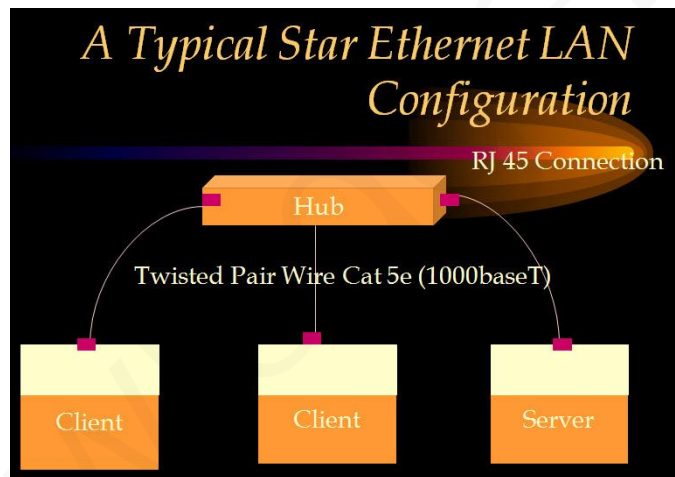 A Typical Star Ethernet LAN
Configuration
RJ 45 Connection
Hub
Twisted Pair Wire Cat 5e (1000baseT)
Client
Client
Server